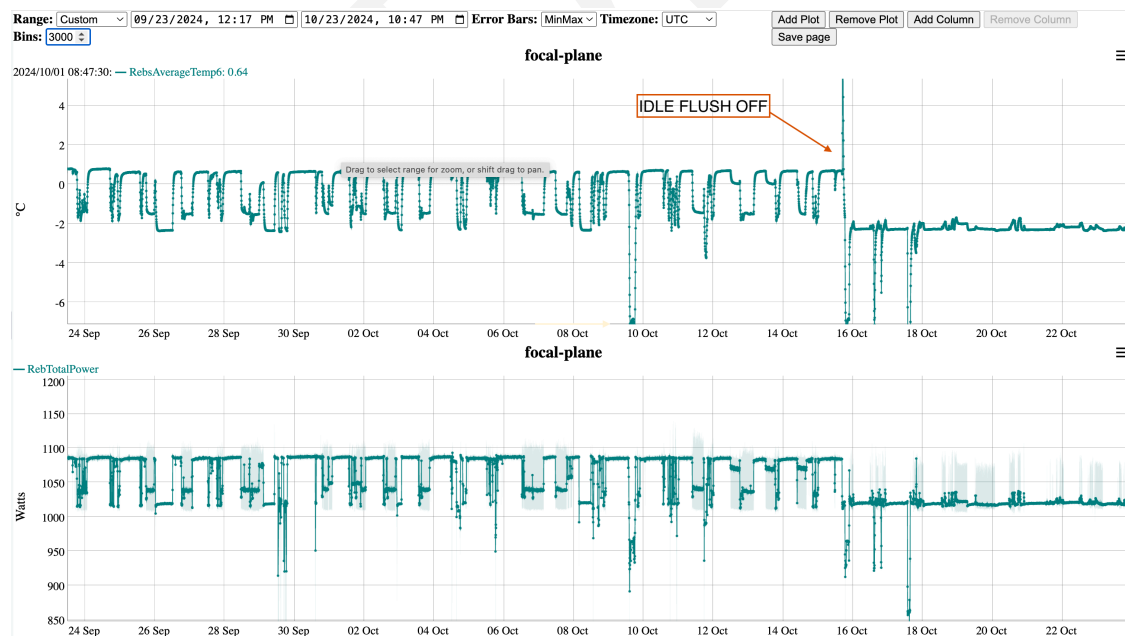 Range: Custom 09/23/2024, 12:17 PM 10/23/2024, 10:47 PM Error Bars: MinMax Timezone: UTC Add Plot Remove Plot Add Column Remove Column
Bins: 3000 Save page
focal-plane
2024/10/01 08:47:30: — RebsAverageTemp6: 0.64
IDLE FLUSH OFF
Drag to select range for zoom, or shift drag to pan.
°C
4
2
0
-2
-4
-6
24 Sep 26 Sep 28 Sep 30 Sep 02 Oct 04 Oct 06 Oct 08 Oct 10 Oct 12 Oct 14 Oct 16 Oct 18 Oct 20 Oct 22 Oct
focal-plane
— RebTotalPower
Watts
1200
1150
1100
1050
1000
950
900
850
24 Sep 26 Sep 28 Sep 30 Sep 02 Oct 04 Oct 06 Oct 08 Oct 10 Oct 12 Oct 14 Oct 16 Oct 18 Oct 20 Oct 22 Oct